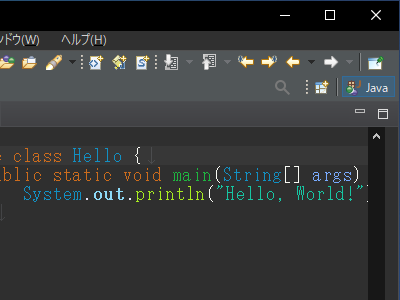 ンドウ(W) ヘルプ(H)
Java
class Hello {
public static void main(String[] args)
System.out.println("Hello, World!")